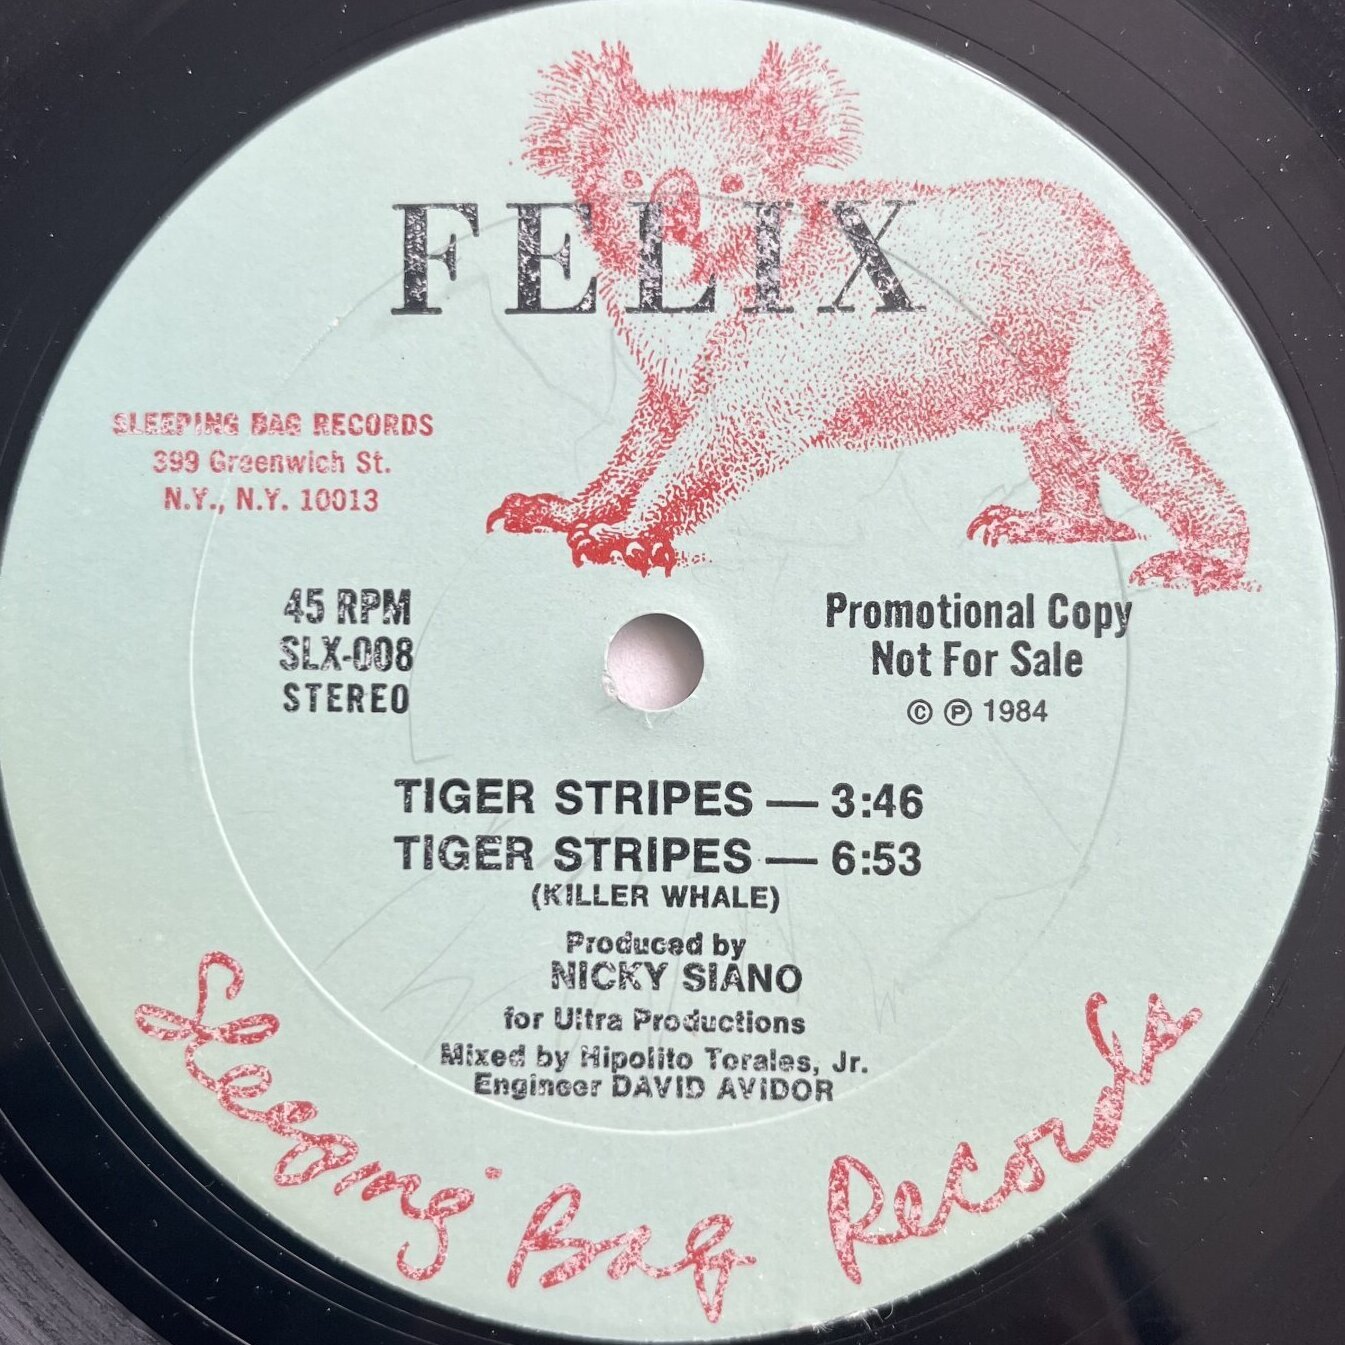 FELIX
SLEEPING BAG RECORDS
399 Greenwich St.
N.Y., N.Y. 10013
45 RPM
SLX-008
STEREO
Promotional Copy
Not For Sale
© ℗ 1984
TIGER STRIPES — 3:46
TIGER STRIPES — 6:53
(KILLER WHALE)
Produced by
NICKY SIANO
for Ultra Productions
Mixed by Hipolito Torales, Jr.
Engineer DAVID AVIDOR
Sleeping Bag Records